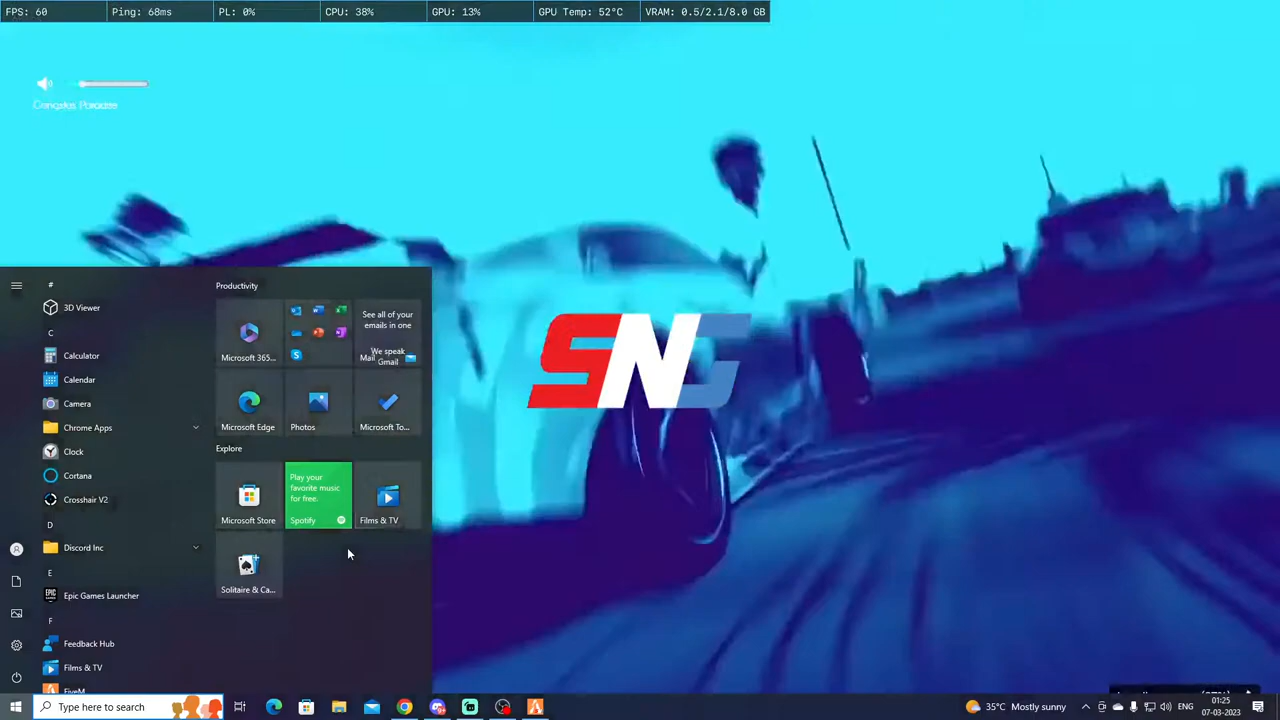 FPS: 60
Ping: 68ms
PL: 0%
CPU: 38%
GPU: 13%
GPU Temp: 52°C
VRAM: 0.5/2.1/8.0 GB
SNG
#
3D Viewer
C
Calculator
Calendar
Camera
Chrome Apps
Clock
Cortana
Crosshair V2
D
Discord Inc
E
Epic Games Launcher
F
Feedback Hub
Films & TV
FiveM
Productivity
Microsoft 365...
See all of your
emails in one
We speak
Gmail
Mail
Microsoft Edge
Photos
Microsoft To...
Explore
Microsoft Store
Play your
favorite music
for free.
Spotify
Films & TV
Solitaire & Ca...
Type here to search
35°C Mostly sunny
ENG
01:25
07-03-2023